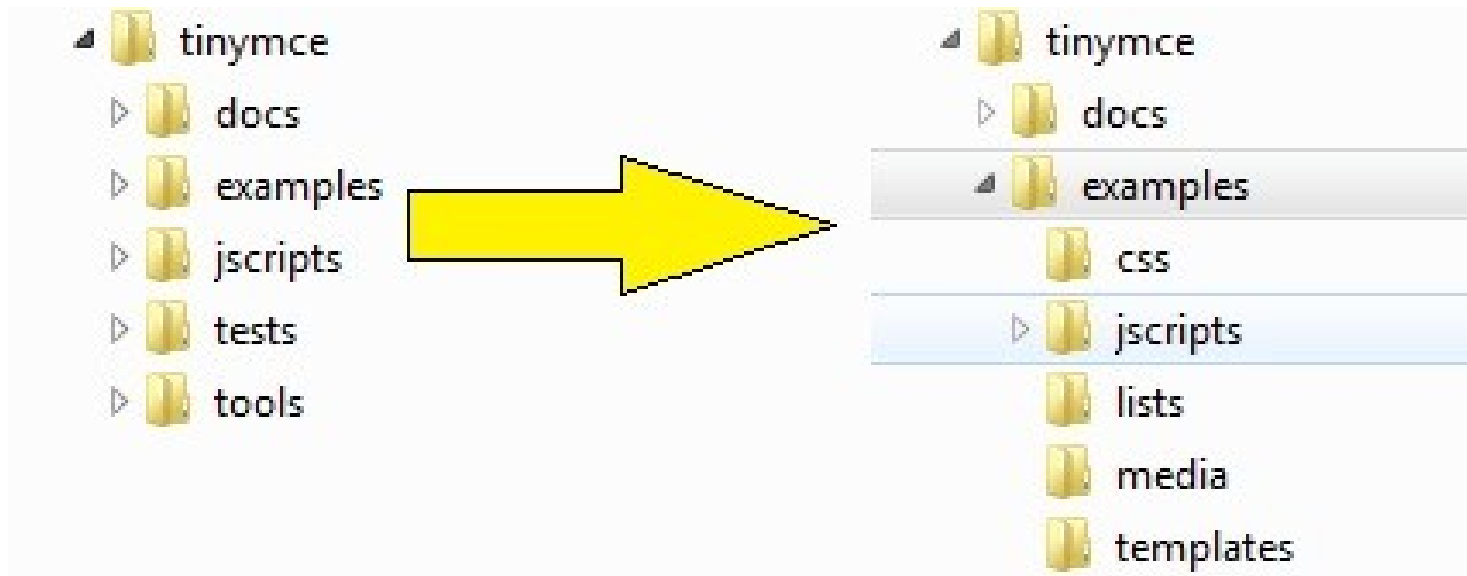 tinymce
docs
examples
jscripts
tests
tools
tinymce
docs
examples
css
jscripts
lists
media
templates